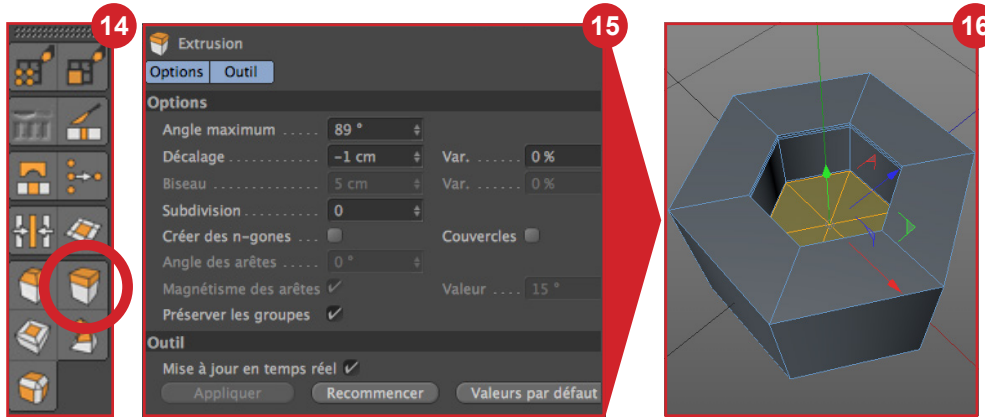 14
15
16
Extrusion
Options Outil
Options
Angle maximum ..... 89 °
Décalage ........... -1 cm Var. ...... 0 %
Biseau ............. 5 cm Var. ...... 0 %
Subdivision ......... 0
Créer des n-gones ... Couvercles
Angle des arêtes ..... 0 °
Magnétisme des arêtes Valeur .... 15 °
Préserver les groupes
Outil
Mise à jour en temps réel
Appliquer Recommencer Valeurs par défaut